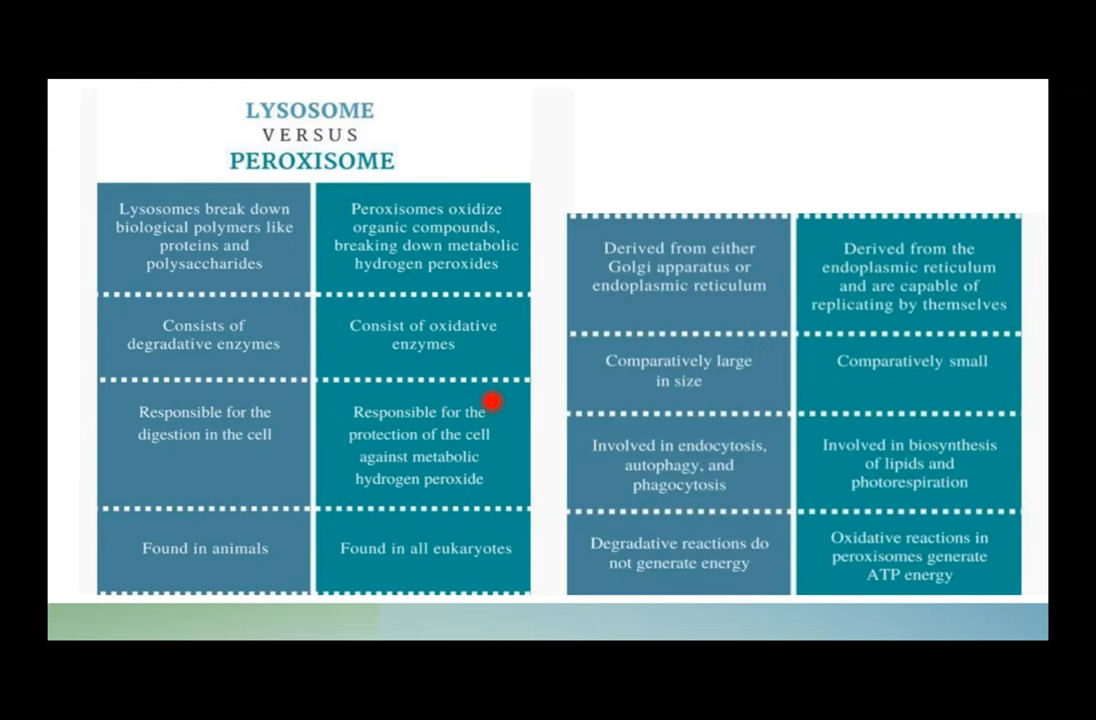 LYSOSOME
VERSUS
PEROXISOME
Lysosomes break down
biological polymers like
proteins and
polysaccharides
Peroxisomes oxidize
organic compounds,
breaking down metabolic
hydrogen peroxides
Consists of
degradative enzymes
Consist of oxidative
enzymes
Responsible for the
digestion in the cell
Responsible for the
protection of the cell
against metabolic
hydrogen peroxide
Found in animals
Found in all eukaryotes
Derived from either
Golgi apparatus or
endoplasmic reticulum
Derived from the
endoplasmic reticulum
and are capable of
replicating by themselves
Comparatively large
in size
Comparatively small
Involved in endocytosis,
autophagy, and
phagocytosis
Involved in biosynthesis
of lipids and
photorespiration
Degradative reactions do
not generate energy
Oxidative reactions in
peroxisomes generate
ATP energy